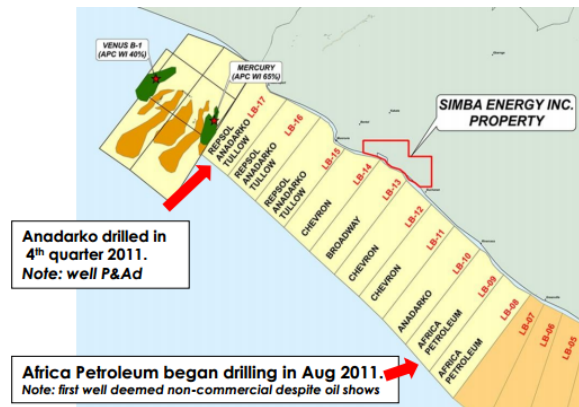 VENUS B-1
(APC WI 40%)
MERCURY
(APC WI 65%)
SIMBA ENERGY INC.
PROPERTY
LB-17
REPSOL
ANADARKO
TULLOW
LB-16
REPSOL
ANADARKO
TULLOW
LB-15
REPSOL
ANADARKO
TULLOW
LB-14
CHEVRON
LB-13
BROADWAY
LB-12
CHEVRON
LB-11
CHEVRON
LB-10
ANADARKO
LB-09
AFRICA
PETROLEUM
LB-08
AFRICA
PETROLEUM
LB-07
LB-06
LB-05
Anadarko drilled in
4th quarter 2011.
Note: well P&Ad
Africa Petroleum began drilling in Aug 2011.
Note: first well deemed non-commercial despite oil shows